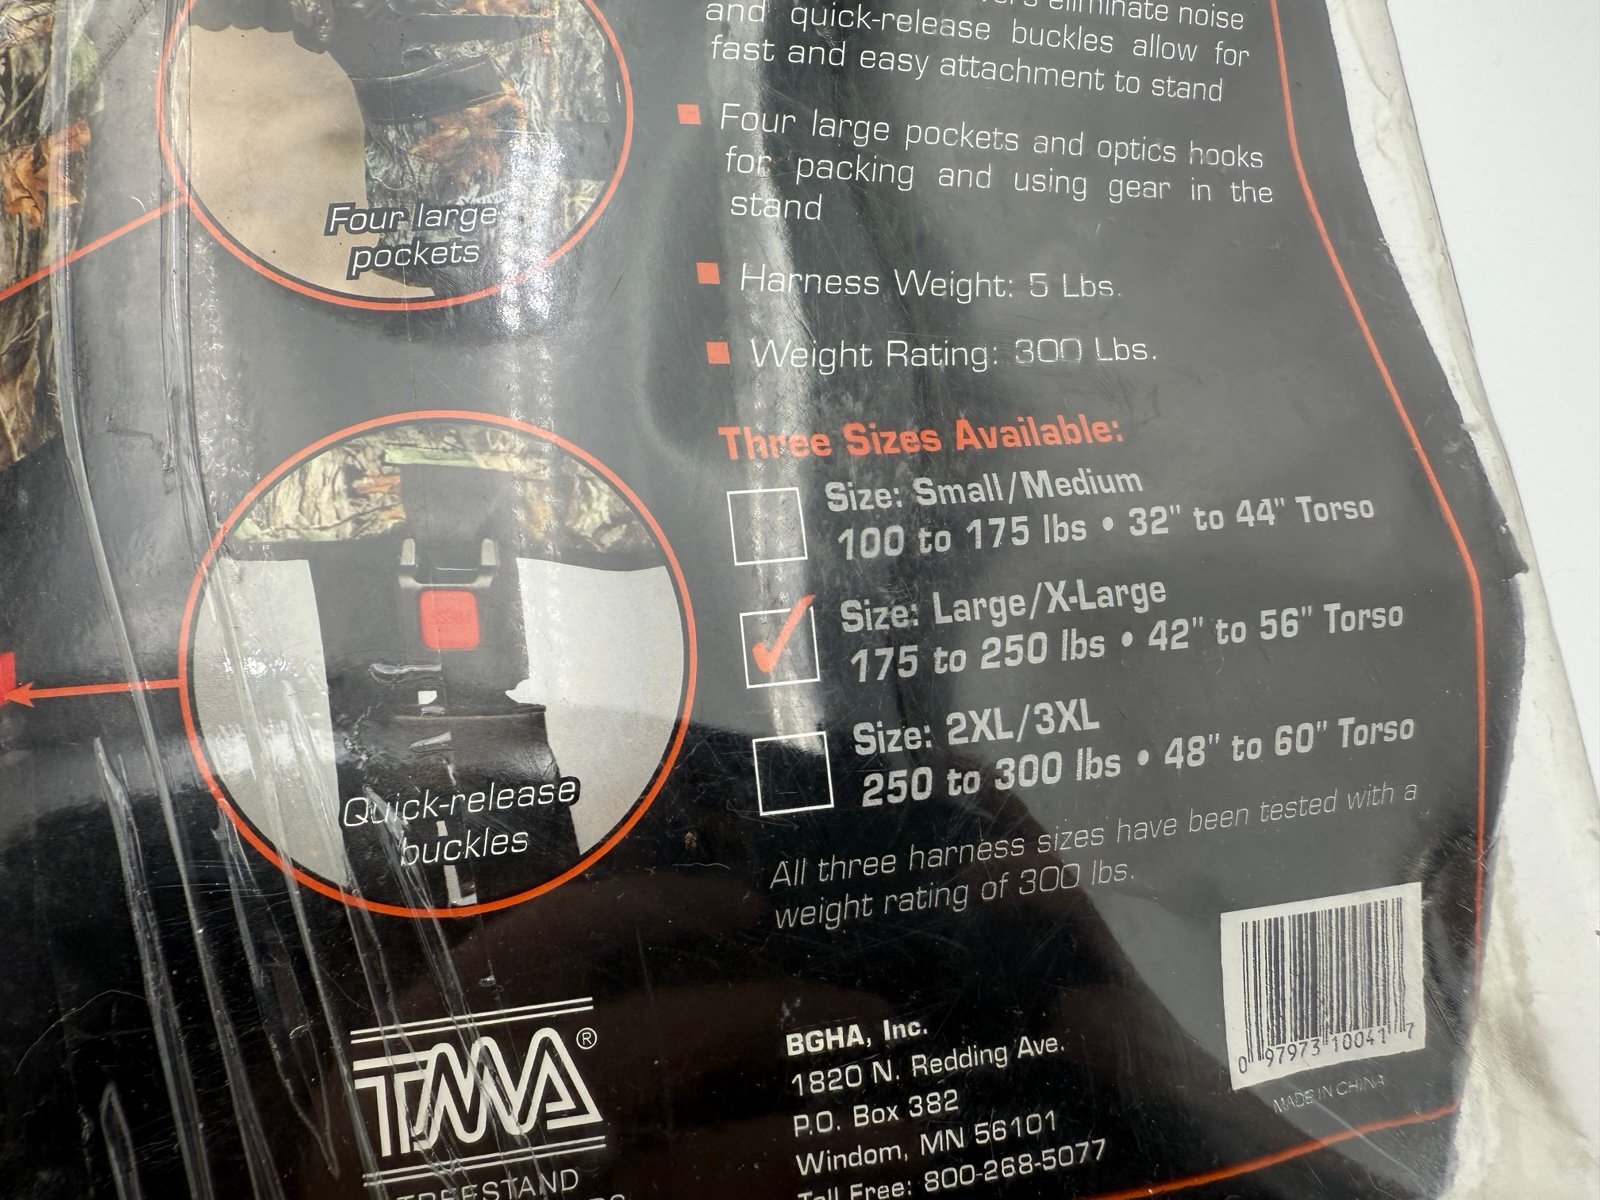 eliminate noise
and quick-release buckles allow for
fast and easy attachment to stand
Four large pockets and optics hooks
for packing and using gear in the
stand
Harness Weight: 5 Lbs.
Weight Rating: 300 Lbs.
Three Sizes Available:
Size: Small/Medium
100 to 175 lbs • 32" to 44" Torso
Size: Large/X-Large
175 to 250 lbs • 42" to 56" Torso
Size: 2XL/3XL
250 to 300 lbs • 48" to 60" Torso
All three harness sizes have been tested with a
weight rating of 300 lbs.
Four large
pockets
Quick-release
buckles
TMA®
TREESTAND
BGHA, Inc.
1820 N. Redding Ave.
P.O. Box 382
Windom, MN 56101
Toll Free: 800-268-5077
0 97973 10041 7
MADE IN CHINA